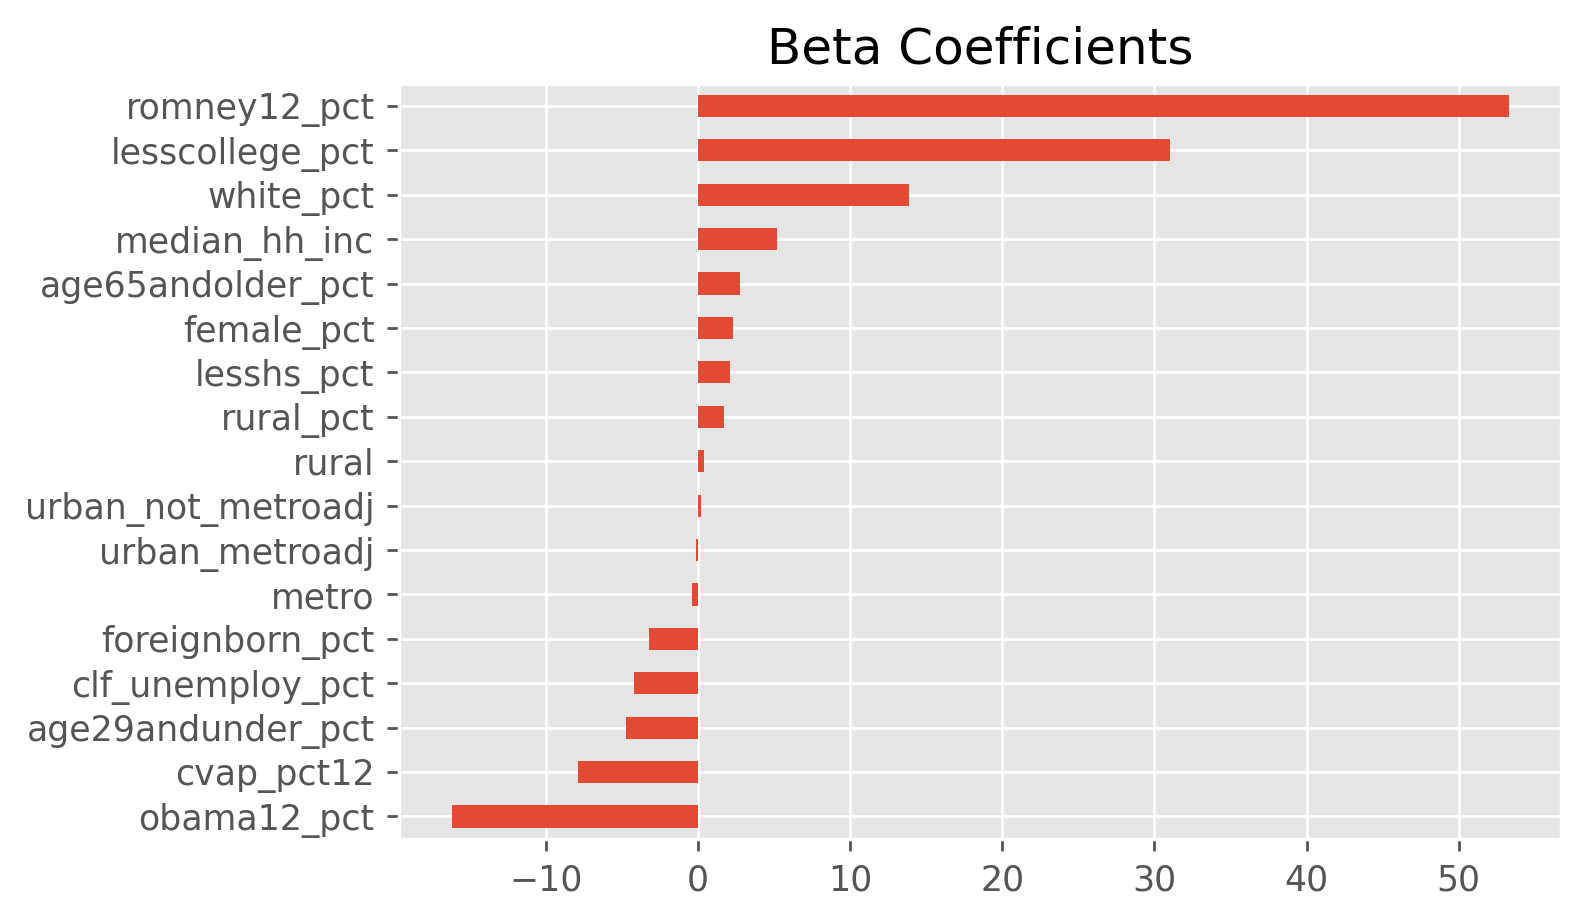 Beta Coefficients
romney12_pct
lesscollege_pct
white_pct
median_hh_inc
age65andolder_pct
female_pct
lesshs_pct
rural_pct
rural
urban_not_metroadj
urban_metroadj
metro
foreignborn_pct
clf_unemploy_pct
age29andunder_pct
cvap_pct12
obama12_pct
−10 0 10 20 30 40 50